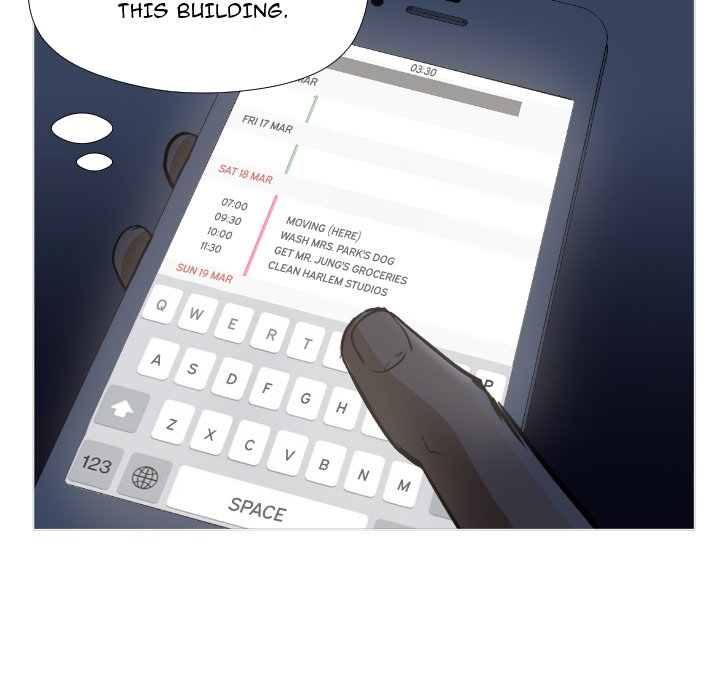 THIS BUILDING.
03:30
MAR
FRI 17 MAR
SAT 18 MAR
07:00 MOVING (HERE)
09:30 WASH MRS. PARK'S DOG
10:00 GET MR. JUNG'S GROCERIES
11:30 CLEAN HARLEM STUDIOS
SUN 19 MAR
Q W E R T P
A S D F G H
Z X C V B N M
123 SPACE